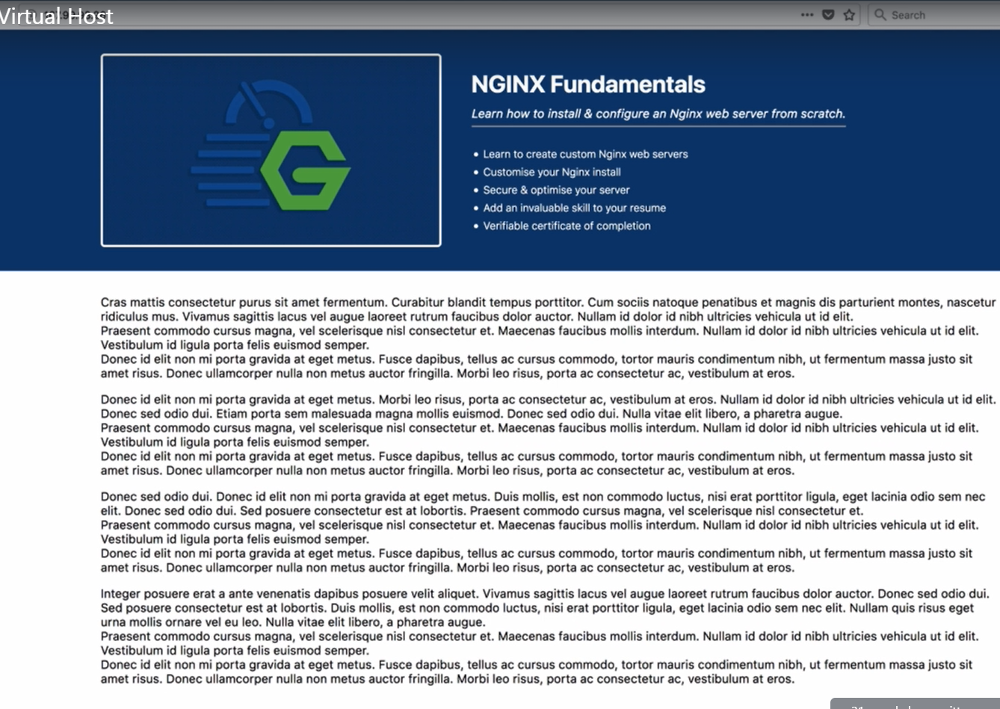 Virtual Host
Search
NGINX Fundamentals
Learn how to install & configure an Nginx web server from scratch.
• Learn to create custom Nginx web servers
• Customise your Nginx install
• Secure & optimise your server
• Add an invaluable skill to your resume
• Verifiable certificate of completion
Cras mattis consectetur purus sit amet fermentum. Curabitur blandit tempus porttitor. Cum sociis natoque penatibus et magnis dis parturient montes, nascetur
ridiculus mus. Vivamus sagittis lacus vel augue laoreet rutrum faucibus dolor auctor. Nullam id dolor id nibh ultricies vehicula ut id elit.
Praesent commodo cursus magna, vel scelerisque nisl consectetur et. Maecenas faucibus mollis interdum. Nullam id dolor id nibh ultricies vehicula ut id elit.
Vestibulum id ligula porta felis euismod semper.
Donec id elit non mi porta gravida at eget metus. Fusce dapibus, tellus ac cursus commodo, tortor mauris condimentum nibh, ut fermentum massa justo sit
amet risus. Donec ullamcorper nulla non metus auctor fringilla. Morbi leo risus, porta ac consectetur ac, vestibulum at eros.
Donec id elit non mi porta gravida at eget metus. Morbi leo risus, porta ac consectetur ac, vestibulum at eros. Nullam id dolor id nibh ultricies vehicula ut id elit.
Donec sed odio dui. Etiam porta sem malesuada magna mollis euismod. Donec sed odio dui. Nulla vitae elit libero, a pharetra augue.
Praesent commodo cursus magna, vel scelerisque nisl consectetur et. Maecenas faucibus mollis interdum. Nullam id dolor id nibh ultricies vehicula ut id elit.
Vestibulum id ligula porta felis euismod semper.
Donec id elit non mi porta gravida at eget metus. Fusce dapibus, tellus ac cursus commodo, tortor mauris condimentum nibh, ut fermentum massa justo sit
amet risus. Donec ullamcorper nulla non metus auctor fringilla. Morbi leo risus, porta ac consectetur ac, vestibulum at eros.
Donec sed odio dui. Donec id elit non mi porta gravida at eget metus. Duis mollis, est non commodo luctus, nisi erat porttitor ligula, eget lacinia odio sem nec
elit. Donec sed odio dui. Sed posuere consectetur est at lobortis. Praesent commodo cursus magna, vel scelerisque nisl consectetur et.
Praesent commodo cursus magna, vel scelerisque nisl consectetur et. Maecenas faucibus mollis interdum. Nullam id dolor id nibh ultricies vehicula ut id elit.
Vestibulum id ligula porta felis euismod semper.
Donec id elit non mi porta gravida at eget metus. Fusce dapibus, tellus ac cursus commodo, tortor mauris condimentum nibh, ut fermentum massa justo sit
amet risus. Donec ullamcorper nulla non metus auctor fringilla. Morbi leo risus, porta ac consectetur ac, vestibulum at eros.
Integer posuere erat a ante venenatis dapibus posuere velit aliquet. Vivamus sagittis lacus vel augue laoreet rutrum faucibus dolor auctor. Donec sed odio dui.
Sed posuere consectetur est at lobortis. Duis mollis, est non commodo luctus, nisi erat porttitor ligula, eget lacinia odio sem nec elit. Nullam quis risus eget
urna mollis ornare vel eu leo. Nulla vitae elit libero, a pharetra augue.
Praesent commodo cursus magna, vel scelerisque nisl consectetur et. Maecenas faucibus mollis interdum. Nullam id dolor id nibh ultricies vehicula ut id elit.
Vestibulum id ligula porta felis euismod semper.
Donec id elit non mi porta gravida at eget metus. Fusce dapibus, tellus ac cursus commodo, tortor mauris condimentum nibh, ut fermentum massa justo sit
amet risus. Donec ullamcorper nulla non metus auctor fringilla. Morbi leo risus, porta ac consectetur ac, vestibulum at eros.